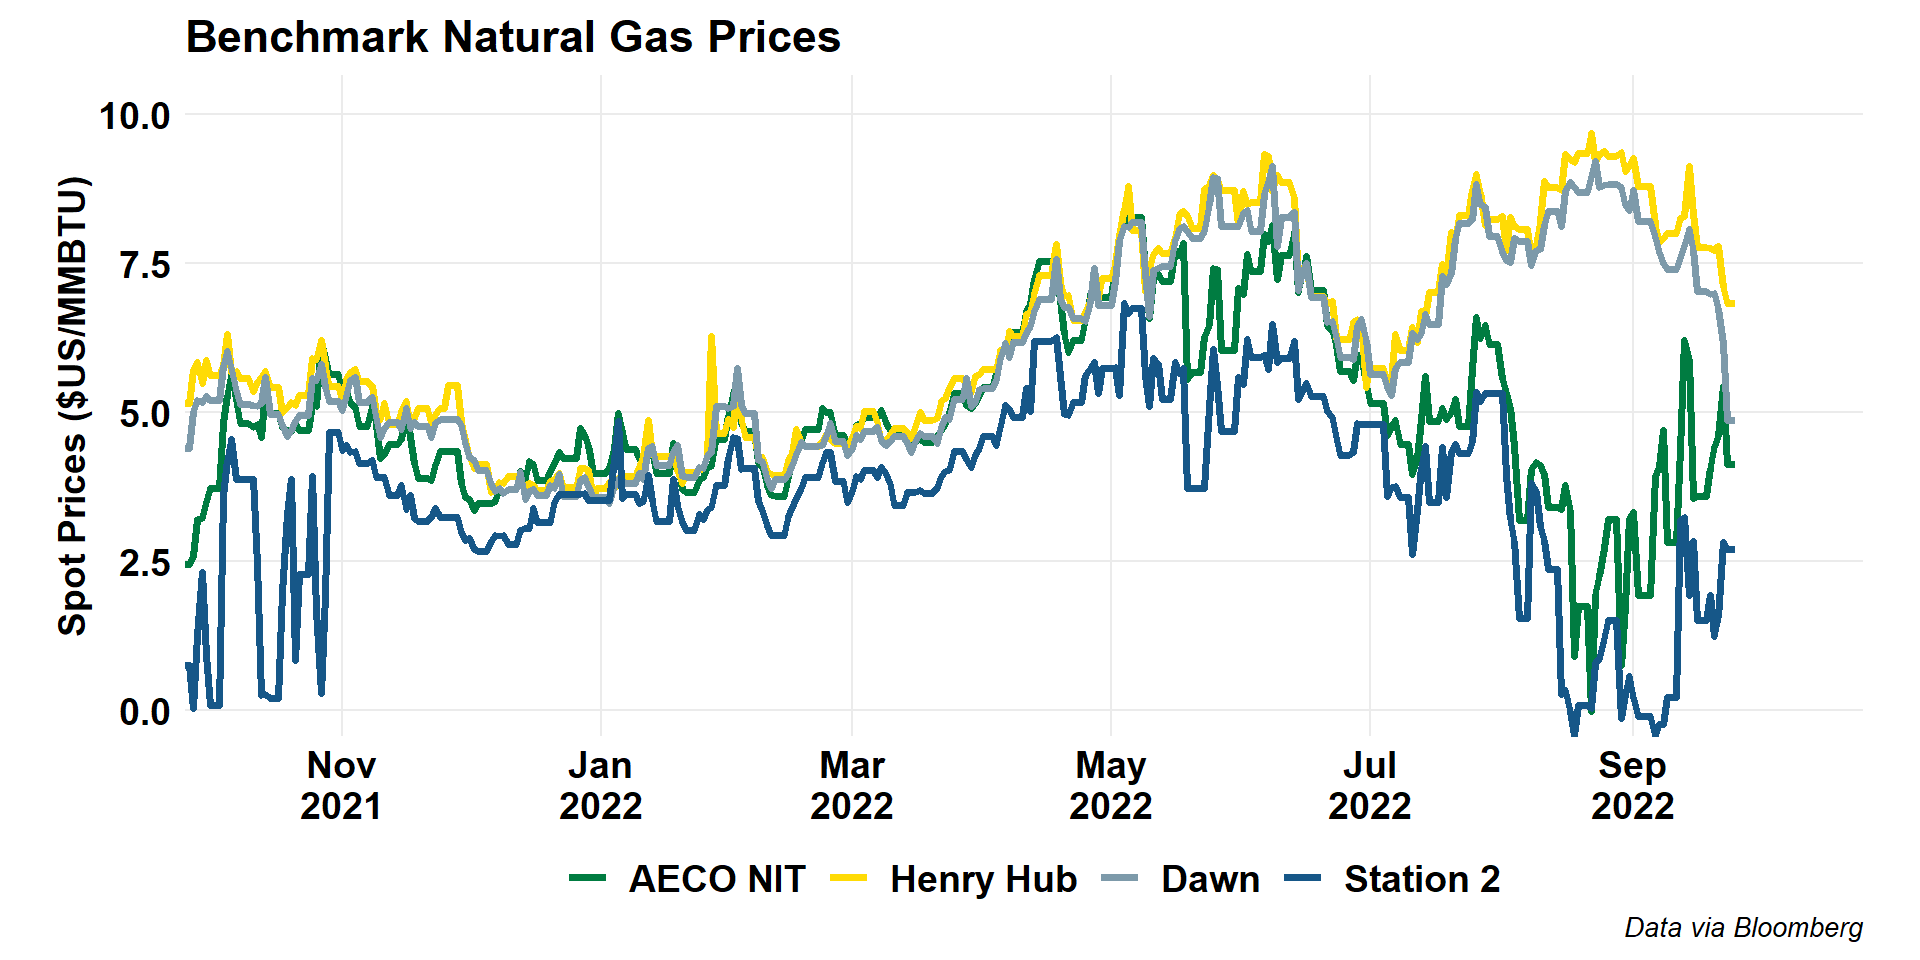 Benchmark Natural Gas Prices
Spot Prices ($US/MMBTU)
10.0
7.5
5.0
2.5
0.0
Nov Jan Mar May Jul Sep
2021 2022 2022 2022 2022 2022
AECO NIT Henry Hub Dawn Station 2
Data via Bloomberg